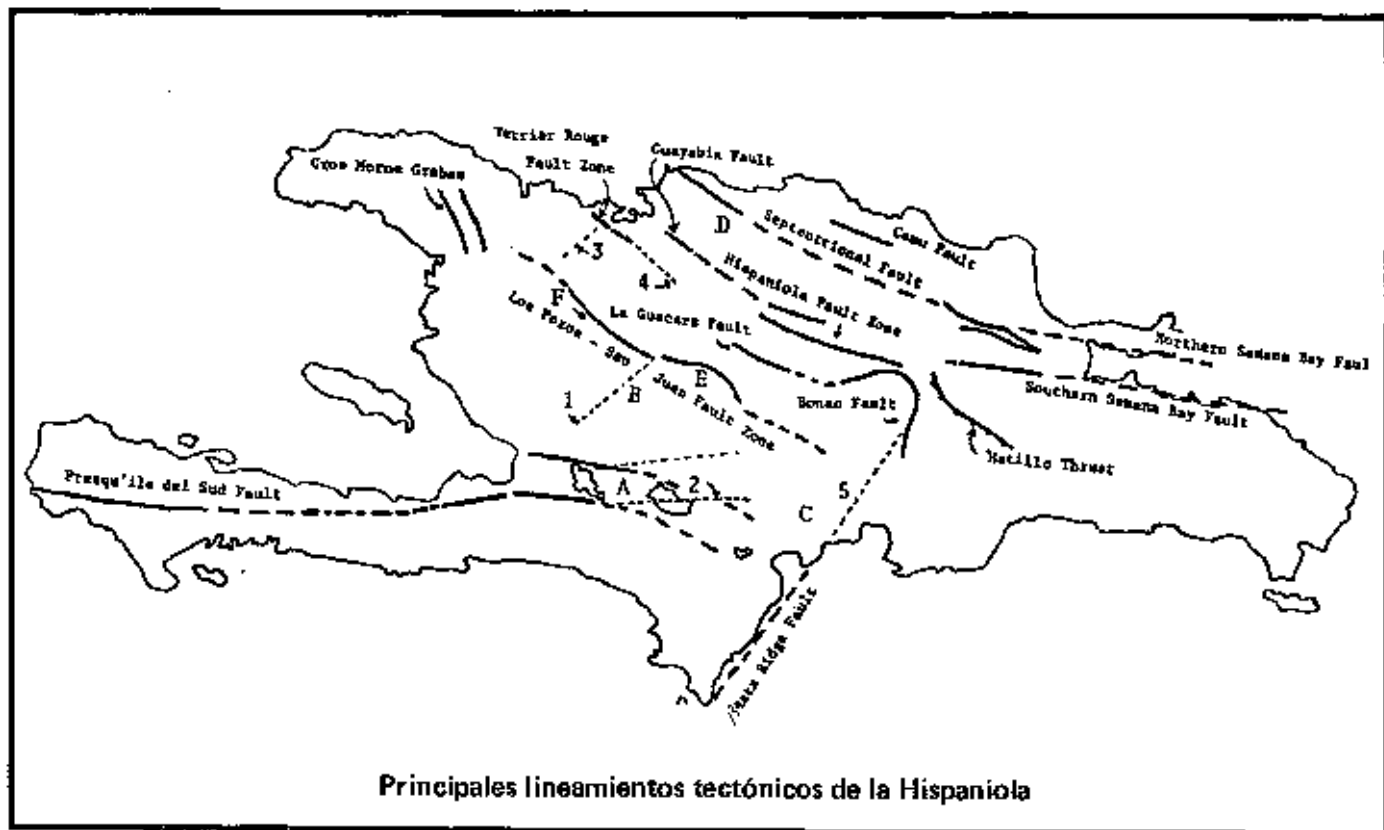 Terrier Rouge
Fault Zone
Guayabin Fault
Gros Morne Graben
D
Septentrional Fault
Camu Fault
3
4
Hispaniola Fault Zone
F
La Guacara Fault
Los Pozos - San
Juan Fault Zone
Northern Samana Bay Faul
E
1
B
Bonao Fault
Southern Samana Bay Fault
Hatillo Thrust
Presqu'ile del Sud Fault
A
2
5
C
Beata Ridge Fault
Principales lineamientos tectónicos de la Hispaniola